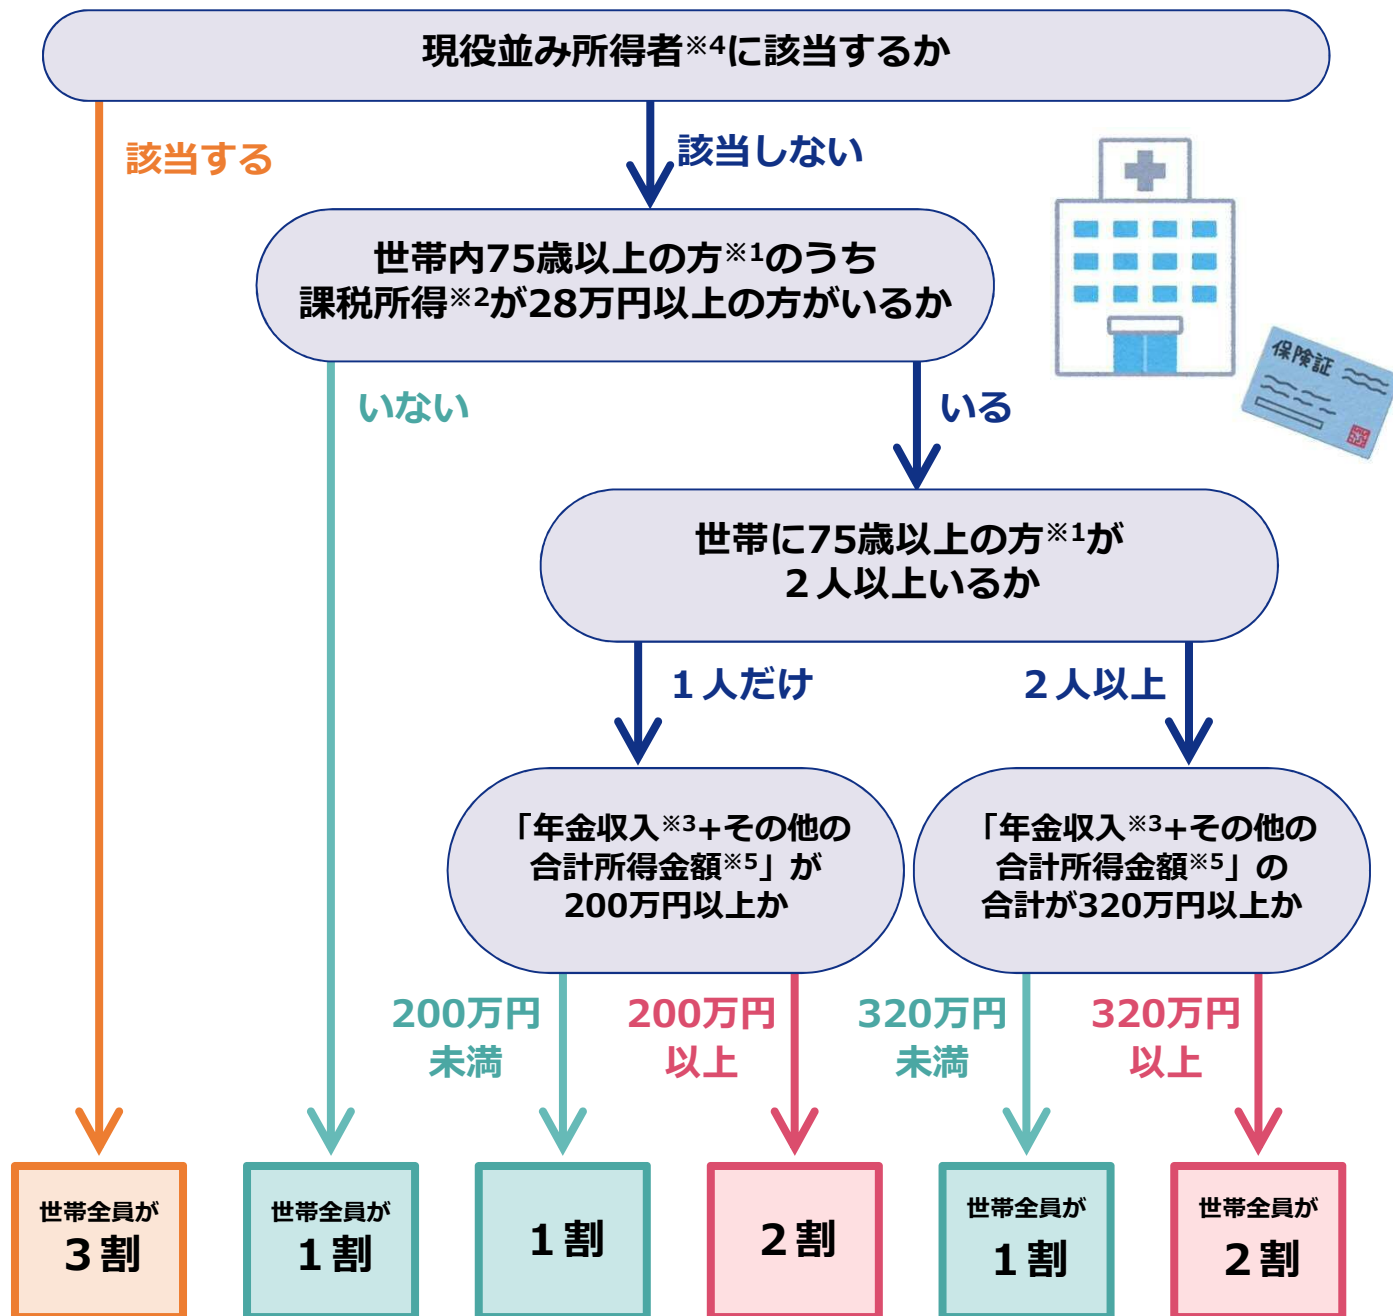 現役並み所得者※4に該当するか
該当する
該当しない
世帯内75歳以上の方※1のうち
課税所得※2が28万円以上の方がいるか
保険証
いない
いる
世帯に75歳以上の方※1が
２人以上いるか
１人だけ
２人以上
「年金収入※3+その他の
合計所得金額※5」が
200万円以上か
「年金収入※3+その他の
合計所得金額※5」の
合計が320万円以上か
200万円
未満
200万円
以上
320万円
未満
320万円
以上
世帯全員が
３割
世帯全員が
１割
１割
２割
世帯全員が
１割
世帯全員が
２割